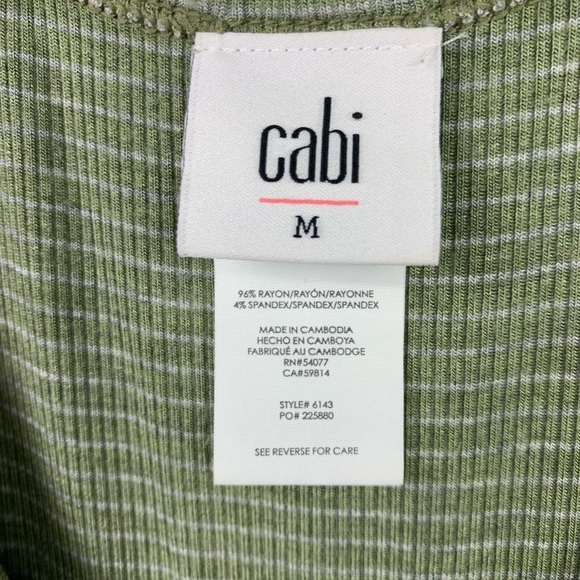 cabi
M
96% RAYON/RAYÓN/RAYONNE
4% SPANDEX/SPANDEX/SPANDEX
MADE IN CAMBODIA
HECHO EN CAMBOYA
FABRIQUÉ AU CAMBODGE
RN#54077
CA#59814
STYLE# 6143
PO# 225880
SEE REVERSE FOR CARE